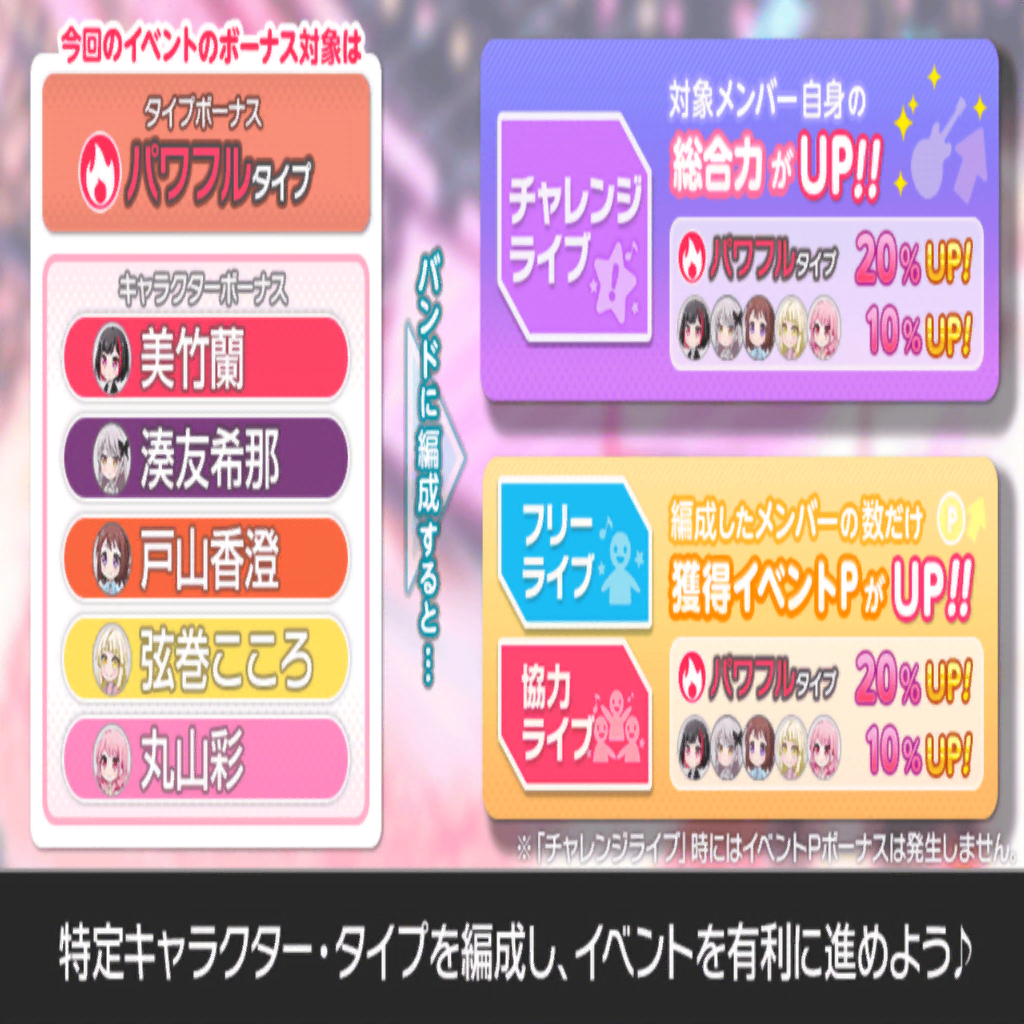 今回のイベントのボーナス対象は
タイプボーナス
パワフルタイプ
キャラクターボーナス
美竹蘭
湊友希那
戸山香澄
弦巻こころ
丸山彩
バンドに編成すると…
チャレンジ
ライブ
対象メンバー自身の
総合力がUP!!
パワフルタイプ 20%UP!
10%UP!
フリー
ライブ
協力
ライブ
編成したメンバーの数だけ
P
獲得イベントPがUP!!
パワフルタイプ 20%UP!
10%UP!
※「チャレンジライブ」時にはイベントPボーナスは発生しません。
特定キャラクター・タイプを編成し、イベントを有利に進めよう♪